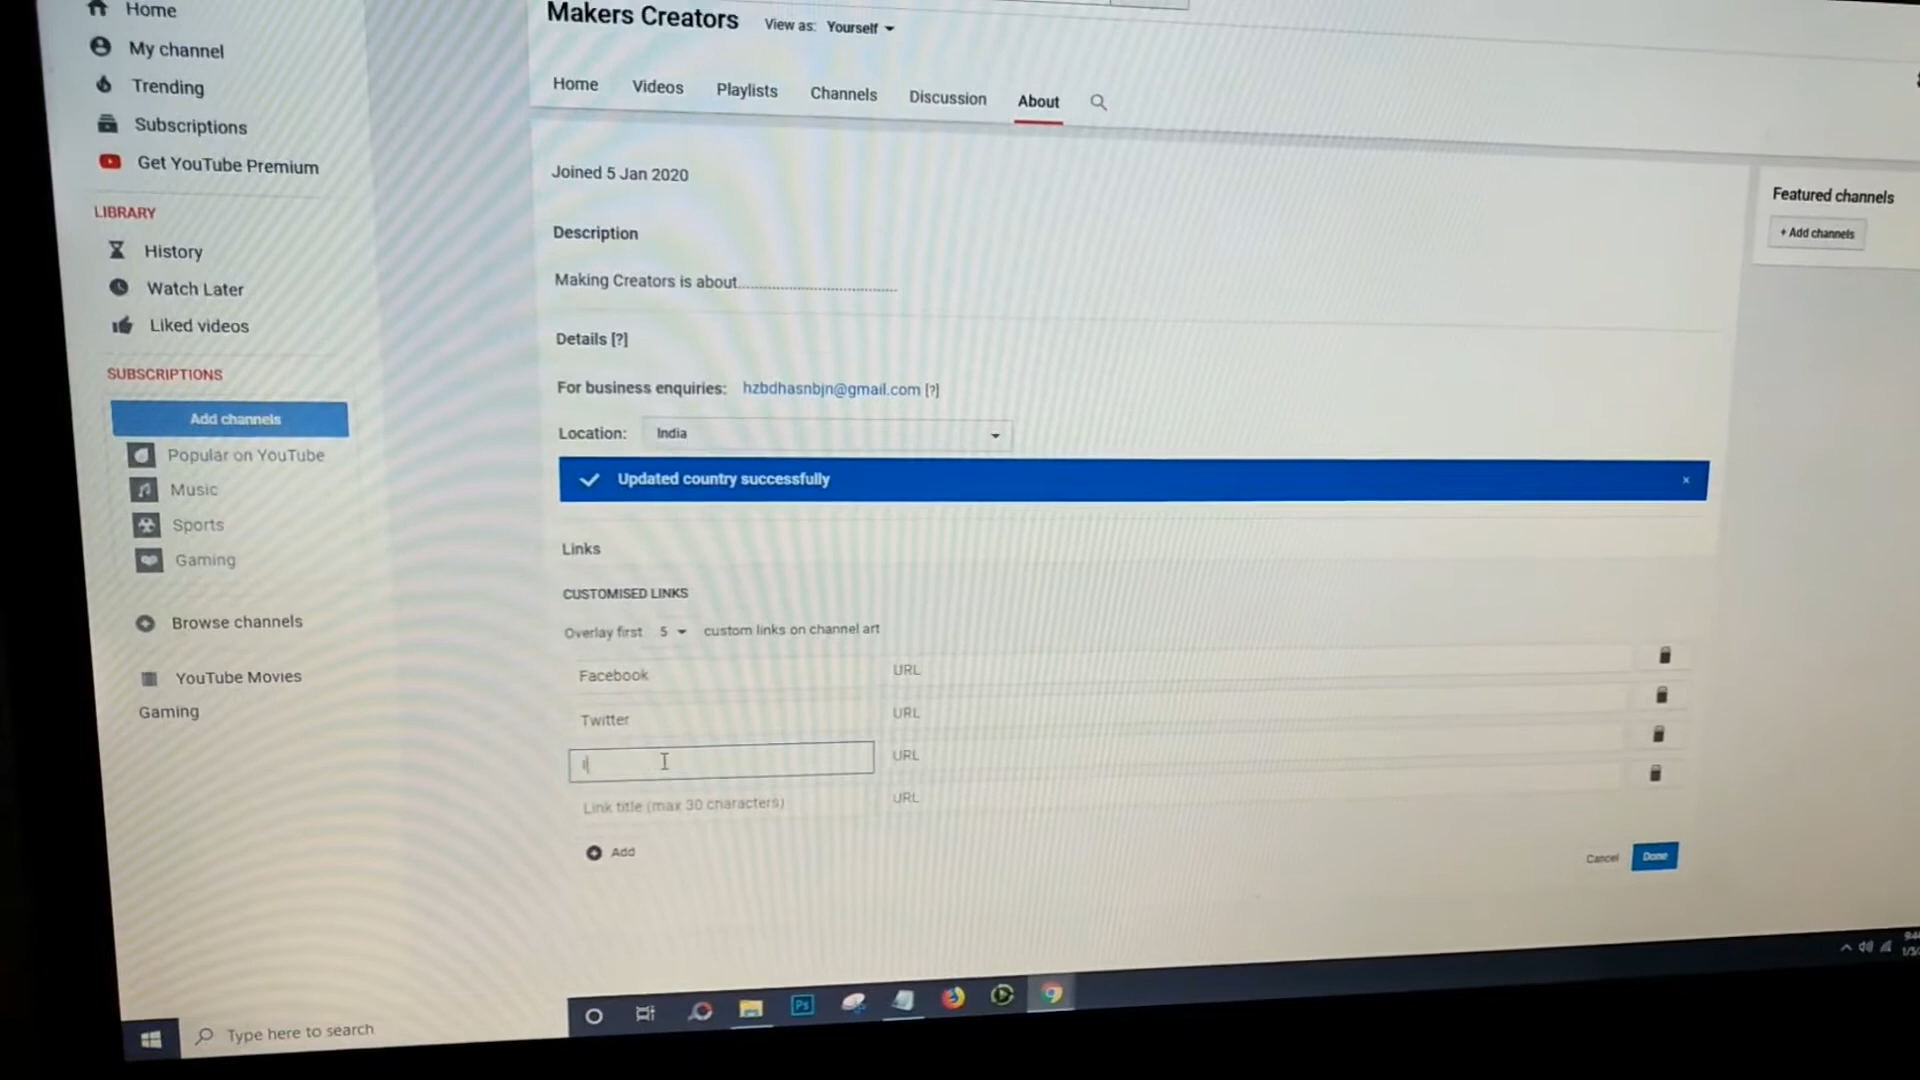 Home
My channel
Trending
Subscriptions
Get YouTube Premium
LIBRARY
History
Watch Later
Liked videos
SUBSCRIPTIONS
Add channels
Popular on YouTube
Music
Sports
Gaming
Browse channels
YouTube Movies
Gaming
Makers Creators View as: Yourself
Home Videos Playlists Channels Discussion About
Joined 5 Jan 2020
Description
Making Creators is about..........................................
Details [?]
For business enquiries: hzbdhasnbjn@gmail.com [?]
Location: India
Updated country successfully ×
Links
CUSTOMISED LINKS
Overlay first 5 custom links on channel art
Facebook URL
Twitter URL
URL
Link title (max 30 characters) URL
Add
Cancel Done
Featured channels
+ Add channels
Type here to search
Ps